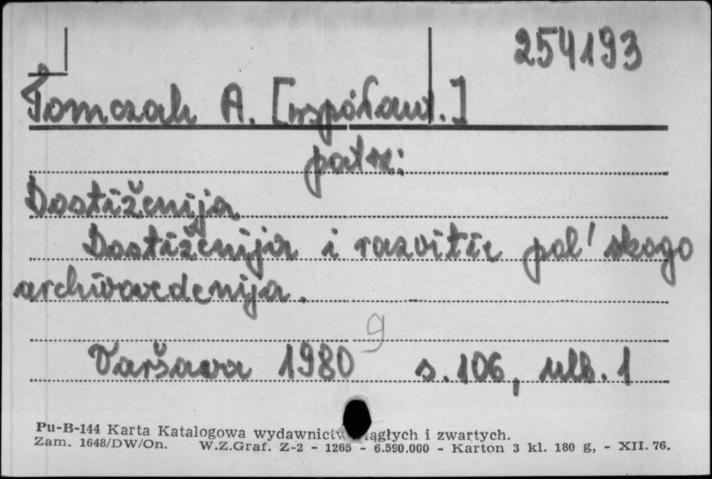 254193
Tomczak A. [współaut.]
patrz:
Dostiženija
Dostiženija i razvitie pol'skogo
archivovedenija.
9
Varšava 1980 s. 106, nlb. 1
Pu-B-144 Karta Katalogowa wydawnictw ciągłych i zwartych.
Zam. 1648/DW/On. W.Z.Graf. Z-2 - 1265 - 6.590.000 - Karton 3 kl. 180 g, - XII. 76.